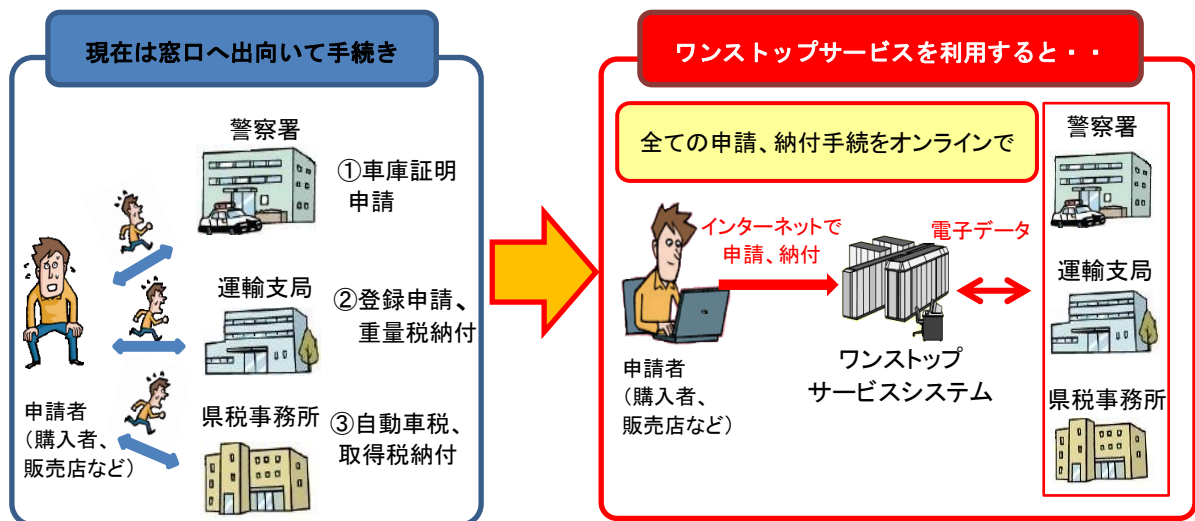 現在は窓口へ出向いて手続き
警察署
①車庫証明
申請
運輸支局
②登録申請、
重量税納付
県税事務所
③自動車税、
取得税納付
申請者
（購入者、
販売店など）
ワンストップサービスを利用すると・・
全ての申請、納付手続をオンラインで
インターネットで
申請、納付
電子データ
申請者
（購入者、
販売店など）
ワンストップ
サービスシステム
警察署
運輸支局
県税事務所